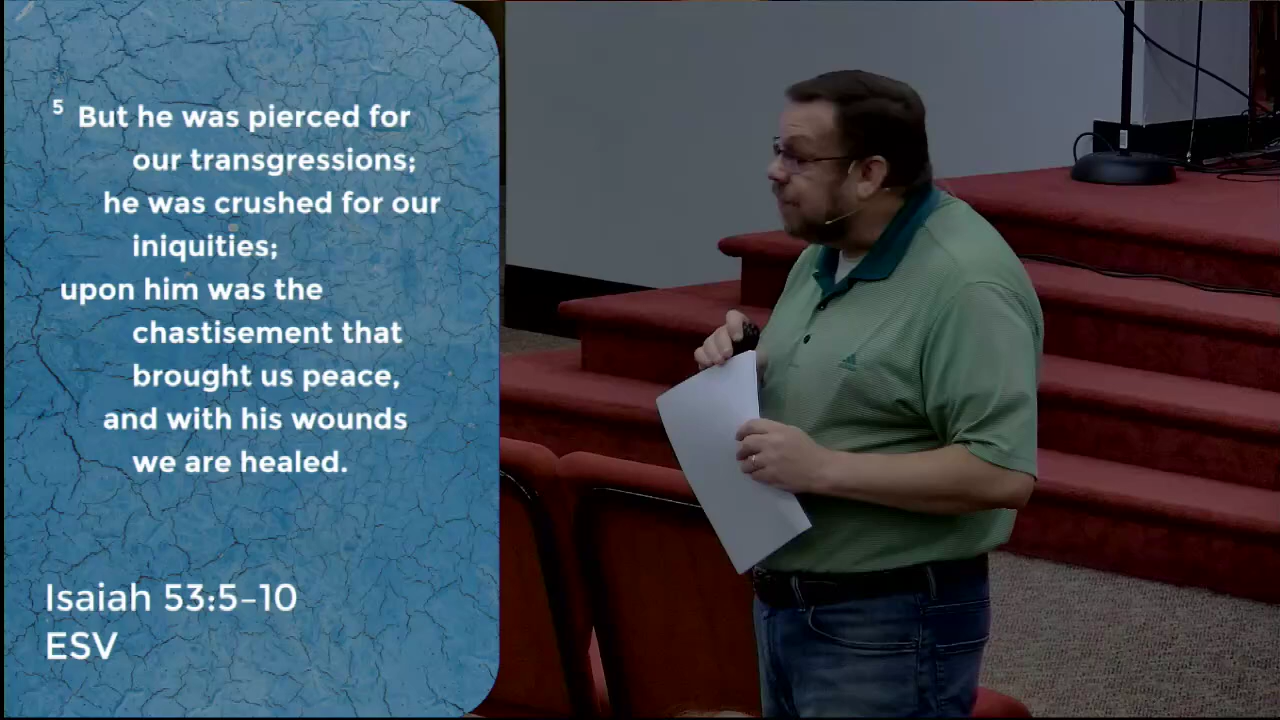 5 But he was pierced for
our transgressions;
he was crushed for our
iniquities;
upon him was the
chastisement that
brought us peace,
and with his wounds
we are healed.
Isaiah 53:5–10
ESV